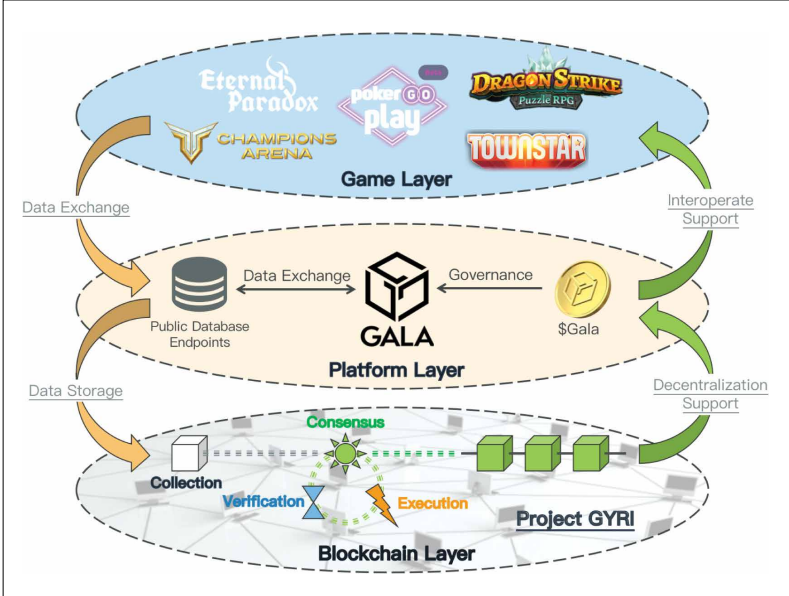 Eternal
Paradox
poker GO
play
DRAGON STRIKE
Puzzle RPG
CHAMPIONS
ARENA
TOWNSTAR
Game Layer
Data Exchange
Interoperate
Support
Data Exchange
Governance
Public Database
Endpoints
GALA
$Gala
Platform Layer
Data Storage
Decentralization
Support
Consensus
Collection
Verification
Execution
Project GYRI
Blockchain Layer